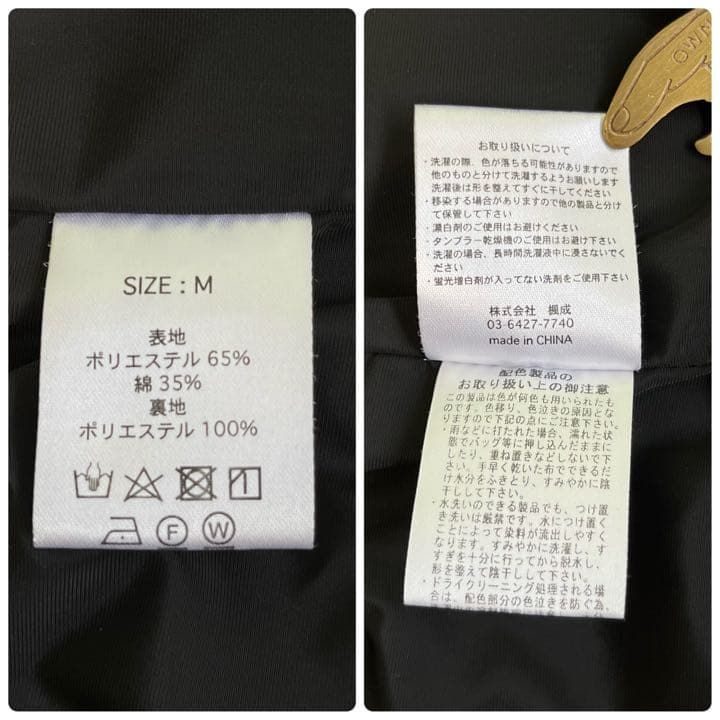 SIZE : M
表地
ポリエステル 65%
綿 35%
裏地
ポリエステル 100%
F
W
OWN
お取り扱いについて
・洗濯の際、色が落ちる可能性がありますので
他のものと分けて洗濯するようお願いします
洗濯後は形を整えてすぐに干してください
・移染する場合がありますので他の製品と分け
て保管して下さい
・漂白剤のご使用はお避けください
・タンブラー乾燥機のご使用はお避け下さい
・洗濯の場合、長時間洗濯液中に浸さないでく
ださい
・蛍光増白剤が入ってない洗剤をご使用下さい
株式会社 楓成
03-6427-7740
made in CHINA
配色製品の
お取り扱い上の御注意
この製品は色が何色も用いられたも
のです。色移り、色泣きの原因とな
りますので下記の点にご注意下さい。
・雨などに打たれた場合、濡れた状
態でバッグ等に押し込んだままに
したり、重ね置きなどしないで下
さい。手早く乾いた布でできるだ
け水分をふきとり、すみやかに陰
干しして下さい。
・水洗いのできる製品でも、つけ置
き洗いは厳禁です。水につけ置く
ことによって染料が流出しやすく
なります。すみやかに洗濯し、す
すぎを十分に行ってから脱水し、
形を整えて陰干しして下さい。
・ドライクリーニング処理される場
合は、配色部分の色泣きを防ぐ為、